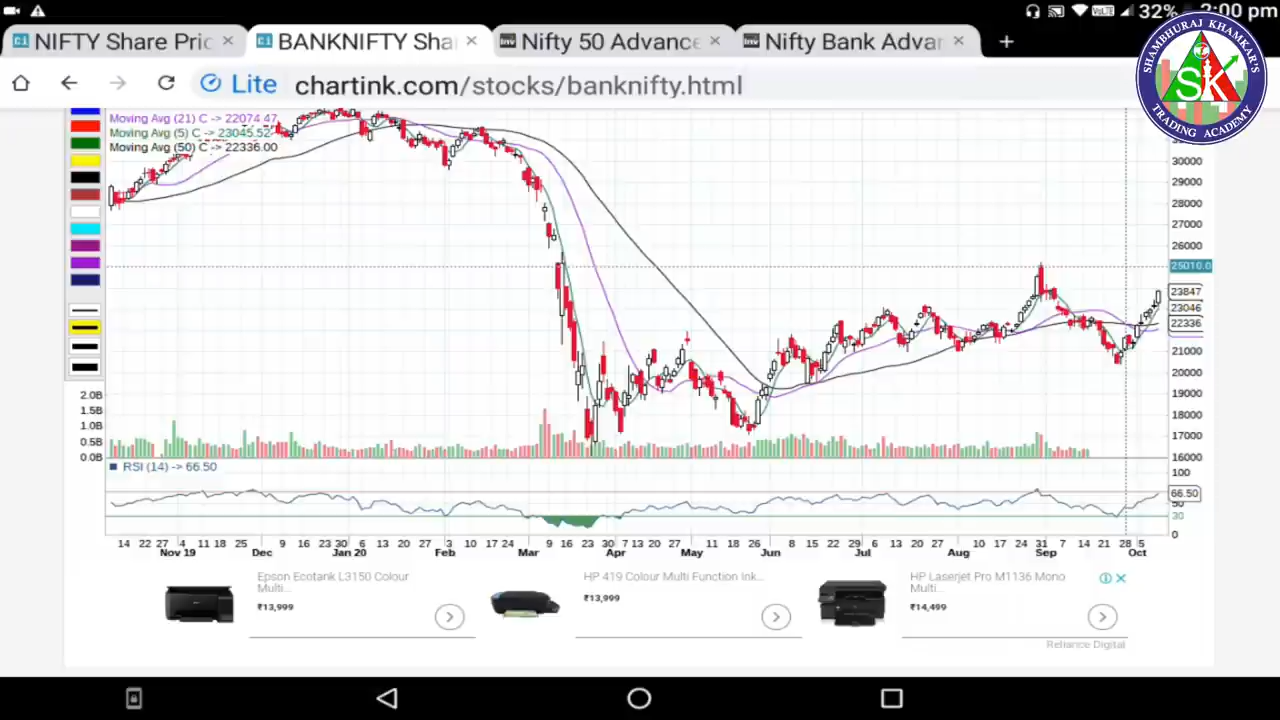 32% 2:00 pm
NIFTY Share Pric
BANKNIFTY Sha
Nifty 50 Advance
Nifty Bank Advar
Lite chartink.com/stocks/banknifty.html
SHAMBHURAJ KHAMKAR'S
SK
TRADING ACADEMY
Moving Avg (21) C -> 22074.47
Moving Avg (5) C -> 23045.52
Moving Avg (50) C -> 22336.00
30000
29000
28000
27000
26000
25010.0
23847
23046
22336
21000
20000
19000
18000
17000
16000
2.0B
1.5B
1.0B
0.5B
0.0B
RSI (14) -> 66.50
100
66.50
50
30
0
14 22 27 4 11 18 25 9 16 23 30 6 13 20 27 3 10 17 24 9 16 23 30 7 13 20 27 4 11 18 26 8 15 22 29 6 13 20 27 10 17 24 31 7 14 21 28 5
Nov 19 Dec Jan 20 Feb Mar Apr May Jun Jul Aug Sep Oct
Epson Ecotank L3150 Colour
Multi...
₹13,999
HP 419 Colour Multi Function Ink...
₹13,999
HP Laserjet Pro M1136 Mono
Multi...
₹14,499
Reliance Digital